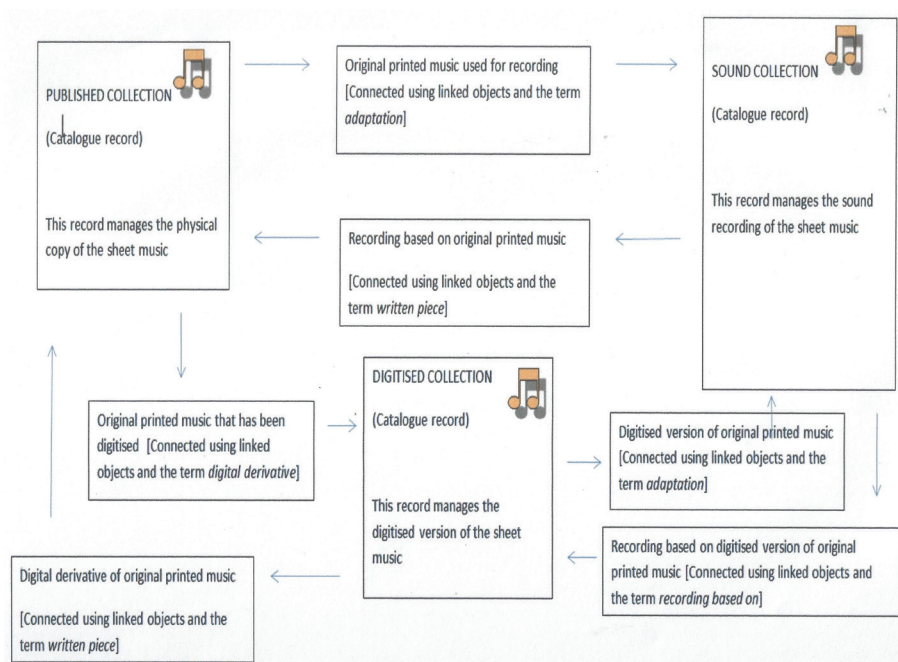 PUBLISHED COLLECTION
(Catalogue record)
This record manages the physical
copy of the sheet music
Original printed music used for recording
[Connected using linked objects and the term
adaptation]
SOUND COLLECTION
(Catalogue record)
This record manages the sound
recording of the sheet music
Recording based on original printed music
[Connected using linked objects and the
term written piece]
Original printed music that has been
digitised [Connected using linked
objects and the term digital derivative]
DIGITISED COLLECTION
(Catalogue record)
This record manages the
digitised version of the sheet
music
Digitised version of original printed music
[Connected using linked objects and the
term adaptation]
Recording based on digitised version of original
printed music [Connected using linked objects and
the term recording based on]
Digital derivative of original printed music
[Connected using linked objects and the
term written piece]